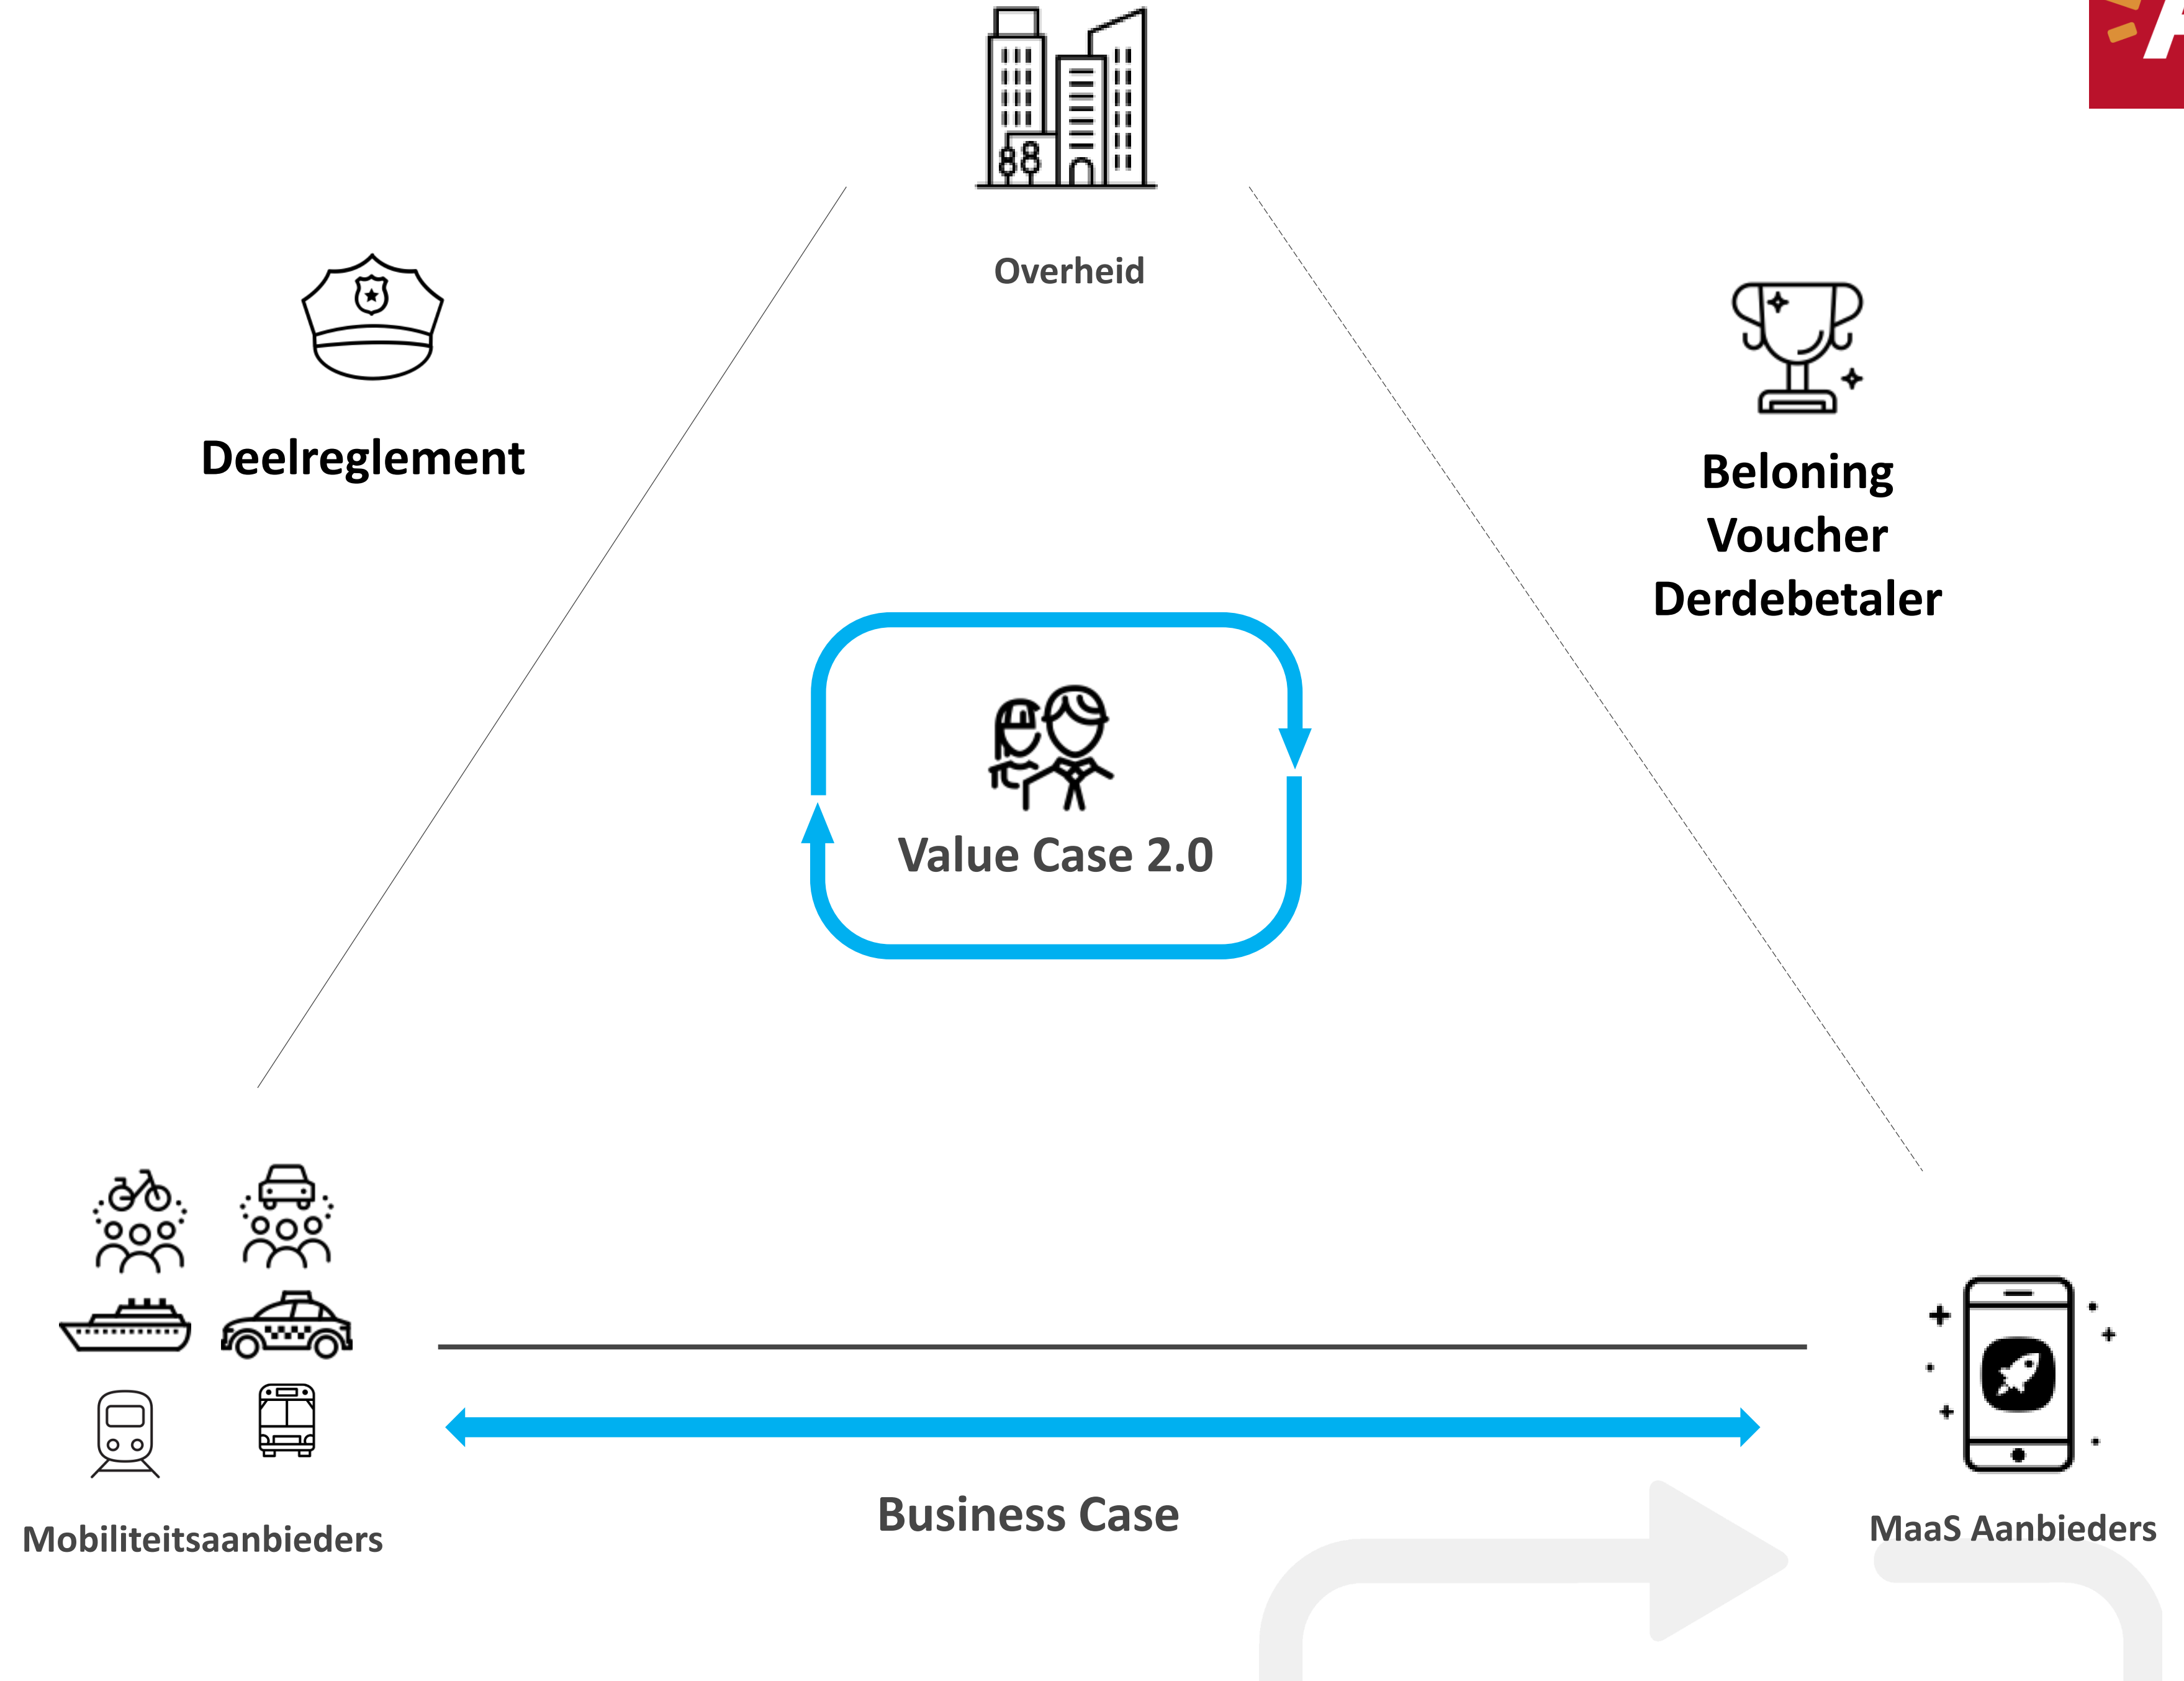 Overheid
Deelreglement
Beloning
Voucher
Derdebetaler
Value Case 2.0
Business Case
Mobiliteitsaanbieders
MaaS Aanbieders